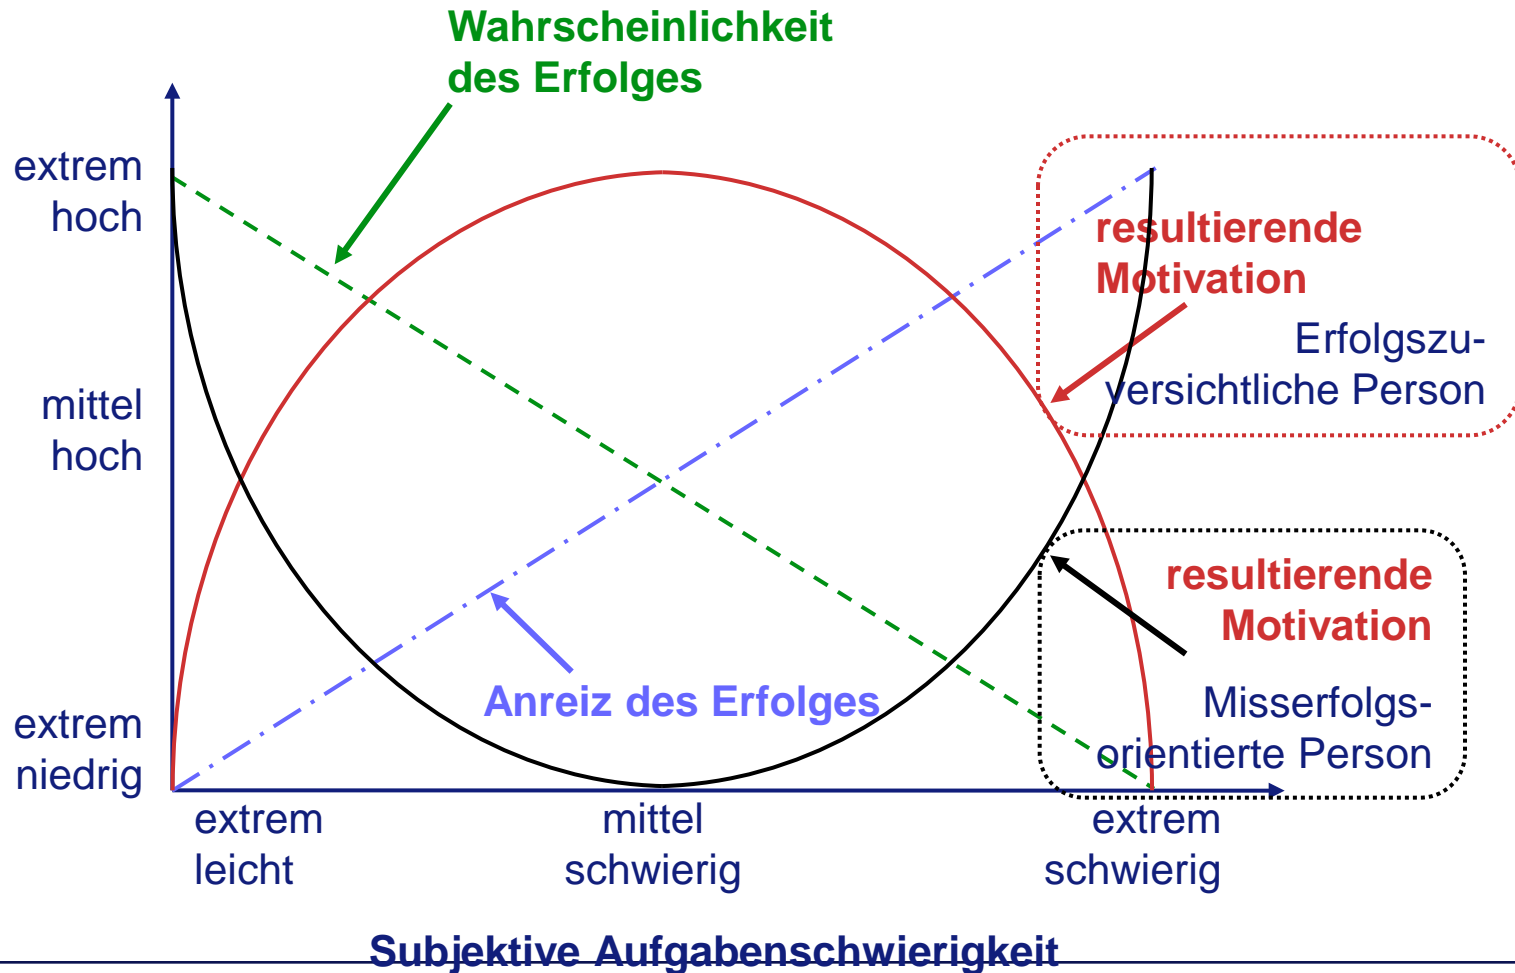 Wahrscheinlichkeit
des Erfolges
extrem
hoch
resultierende
Motivation
Erfolgszu-
versichtliche Person
mittel
hoch
resultierende
Motivation
Misserfolgs-
orientierte Person
Anreiz des Erfolges
extrem
niedrig
extrem
leicht
mittel
schwierig
extrem
schwierig
Subjektive Aufgabenschwierigkeit